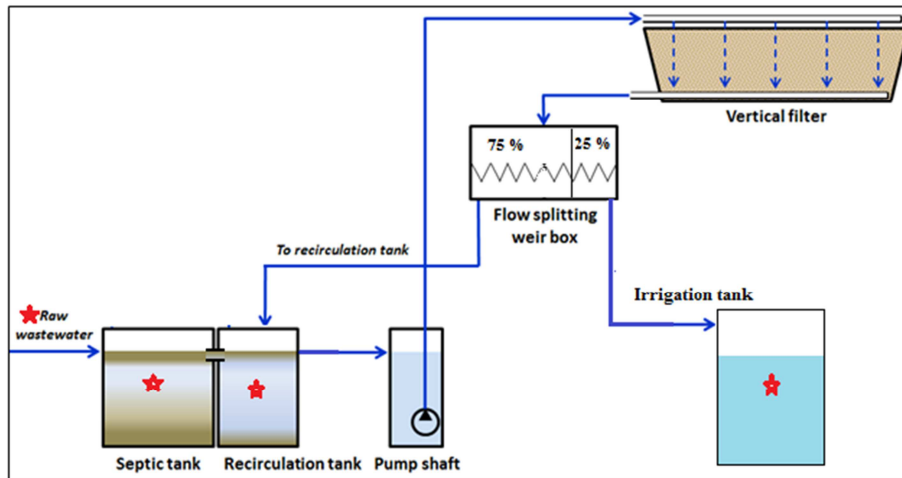 Vertical filter
75 %
25 %
Flow splitting
weir box
To recirculation tank
Irrigation tank
Raw
wastewater
Septic tank
Recirculation tank
Pump shaft